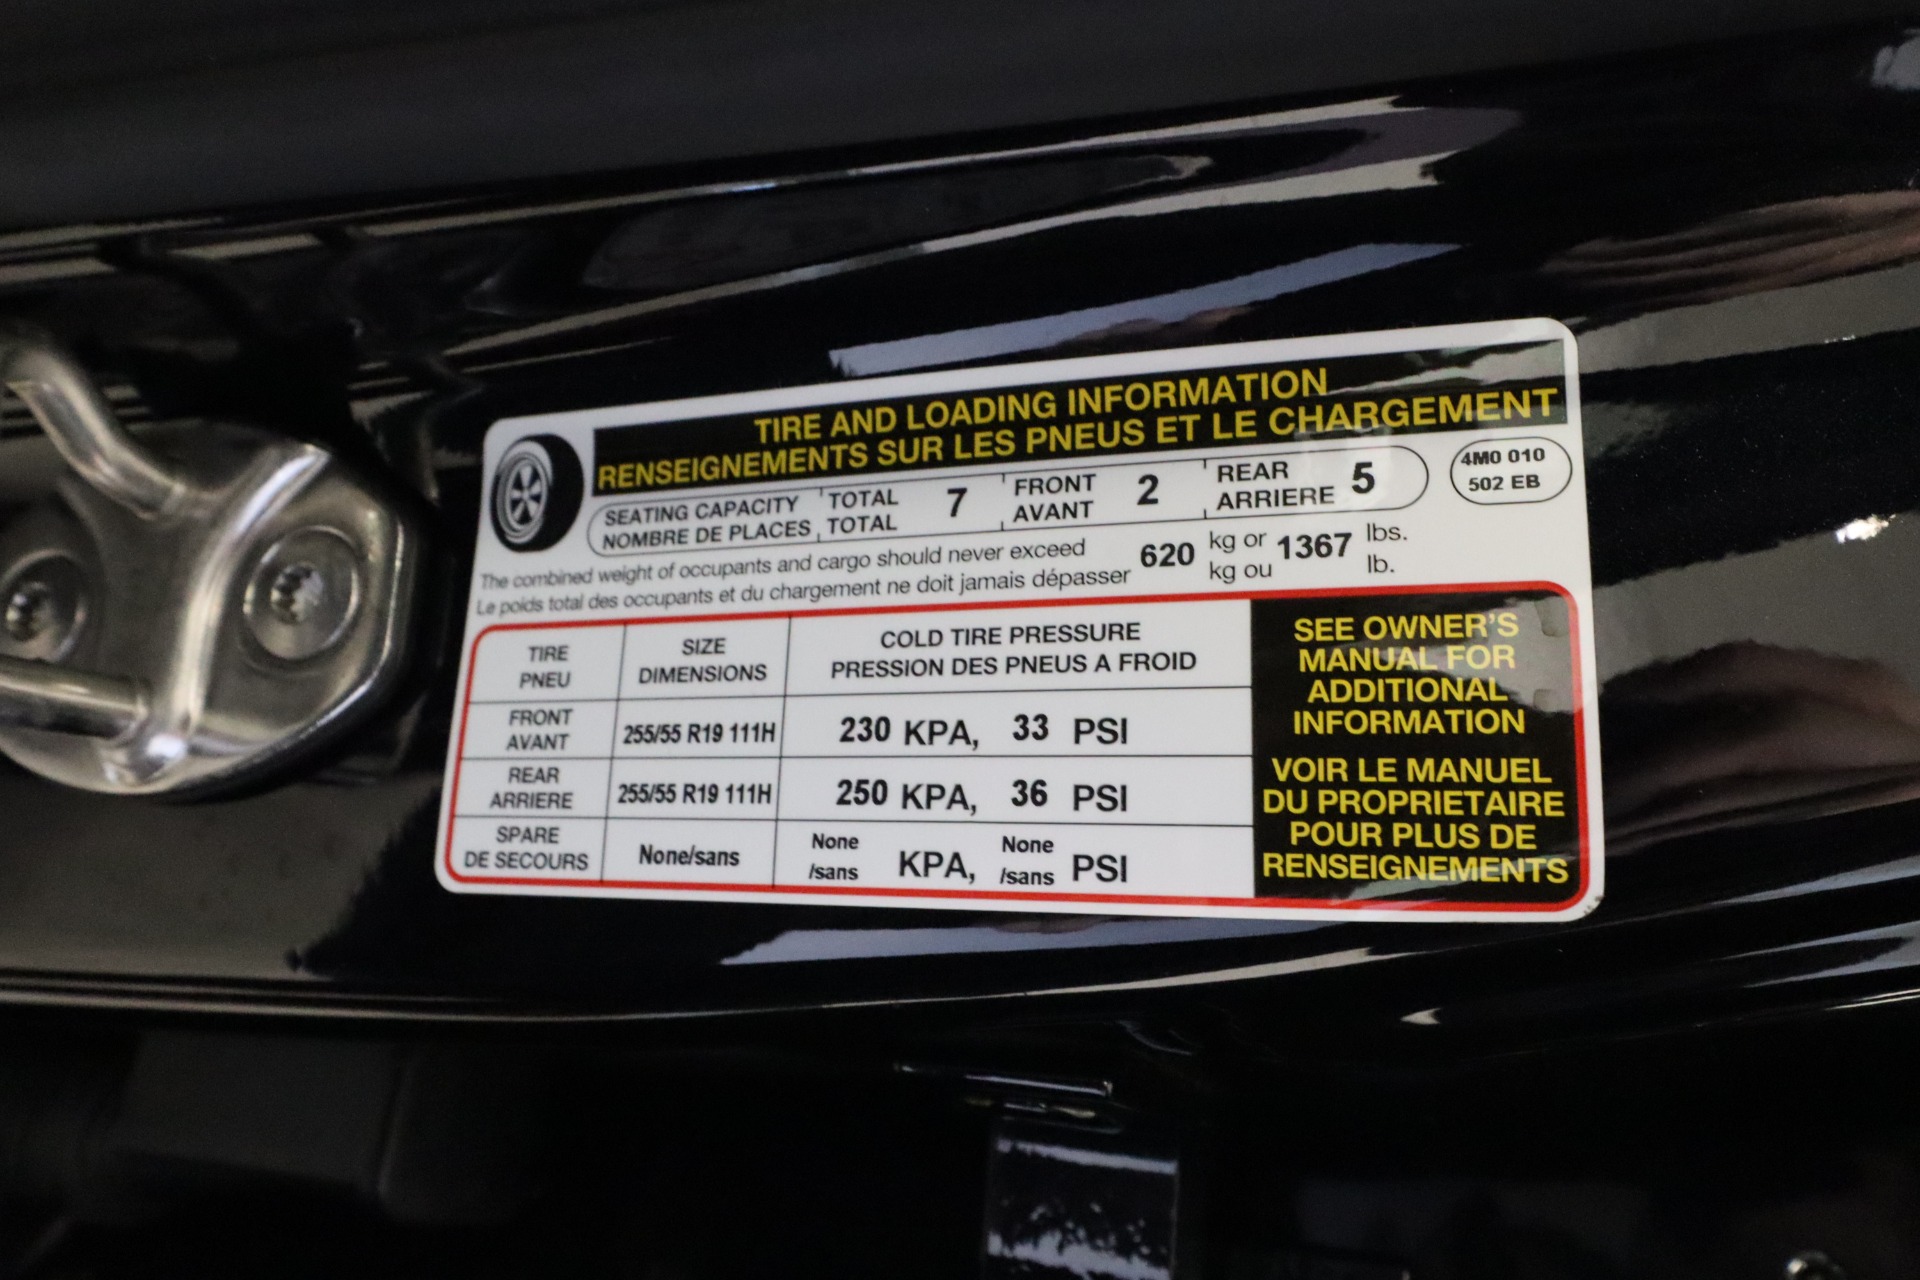 TIRE AND LOADING INFORMATION
RENSEIGNEMENTS SUR LES PNEUS ET LE CHARGEMENT
SEATING CAPACITY TOTAL 7 FRONT 2 REAR 5
NOMBRE DE PLACES TOTAL AVANT ARRIERE
4M0 010
502 EB
The combined weight of occupants and cargo should never exceed 620 kg or 1367 lbs.
Le poids total des occupants et du chargement ne doit jamais dépasser kg ou lb.
TIRE SIZE COLD TIRE PRESSURE
PNEU DIMENSIONS PRESSION DES PNEUS A FROID
FRONT
AVANT 255/55 R19 111H 230 KPA, 33 PSI
REAR
ARRIERE 255/55 R19 111H 250 KPA, 36 PSI
SPARE None None
DE SECOURS None/sans /sans KPA, /sans PSI
SEE OWNER'S
MANUAL FOR
ADDITIONAL
INFORMATION
VOIR LE MANUEL
DU PROPRIETAIRE
POUR PLUS DE
RENSEIGNEMENTS